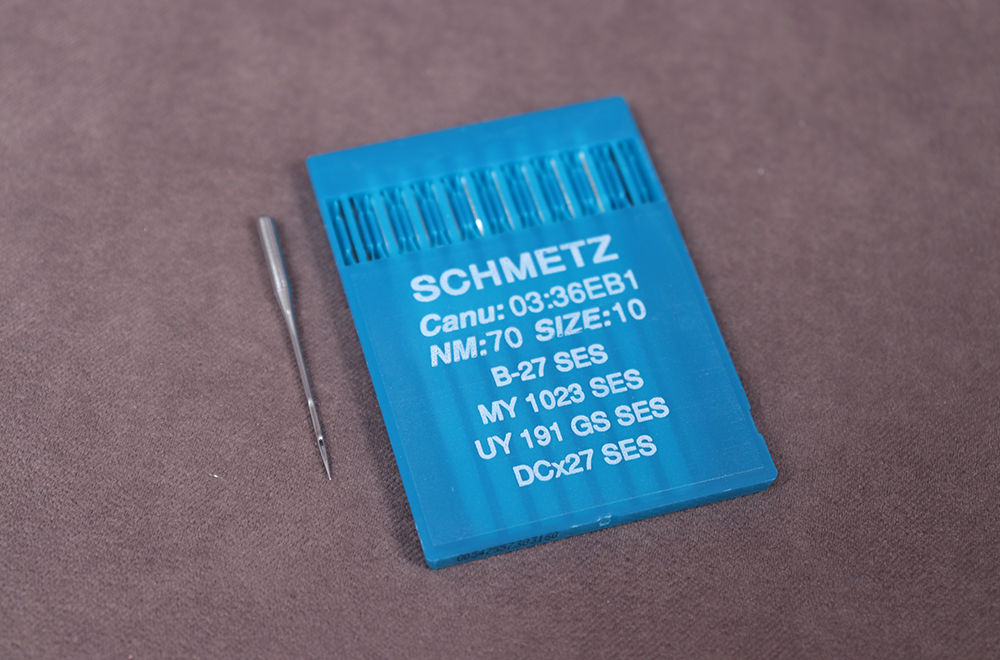 SCHMETZ
Canu: 03:36EB1
NM:70 SIZE:10
B-27 SES
MY 1023 SES
UY 191 GS SES
DCx27 SES